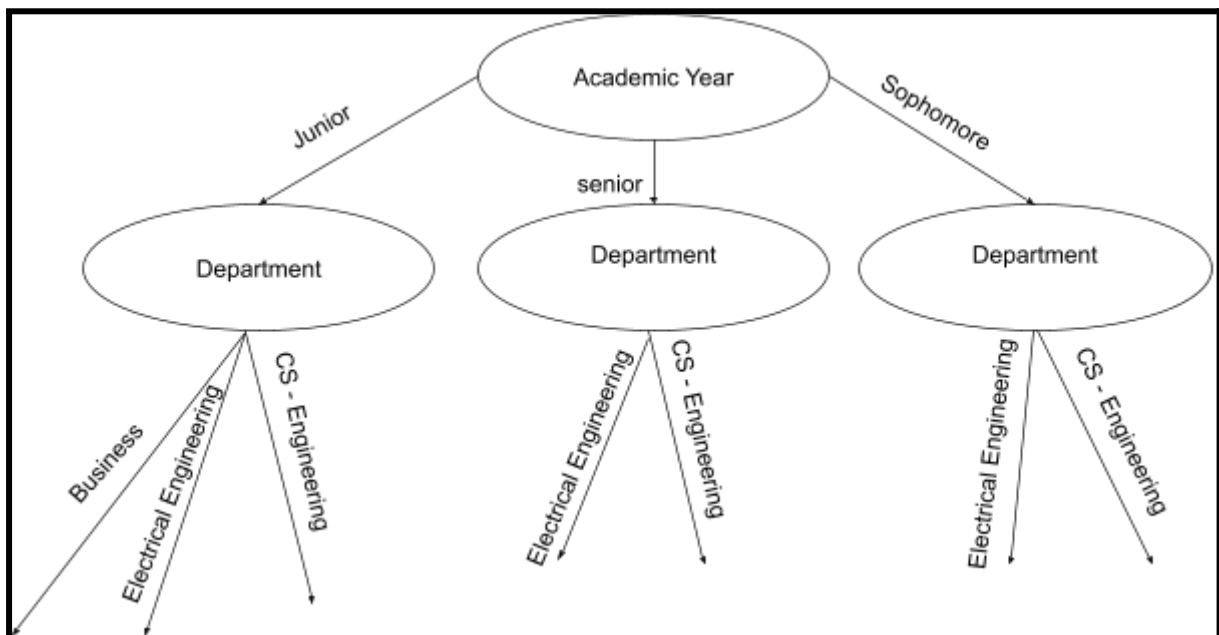 Academic Year
Junior
senior
Sophomore
Department
Department
Department
Business
Electrical Engineering
CS - Engineering
Electrical Engineering
CS - Engineering
Electrical Engineering
CS - Engineering